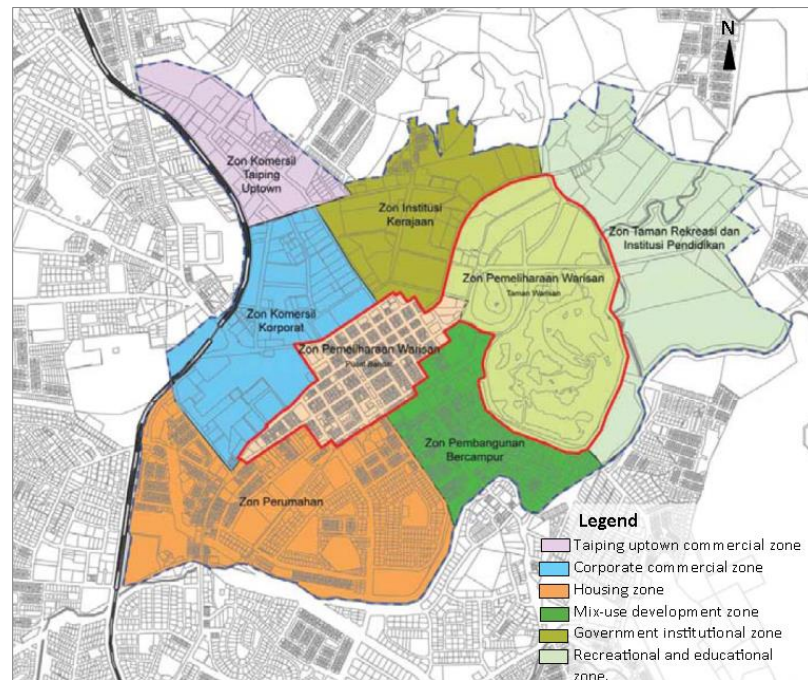 N
Zon Komersil
Taiping
Uptown
Zon Institusi
Kerajaan
Zon Taman Rekreasi dan
Institusi Pendidikan
Zon Pemeliharaan Warisan
Taman Warisan
Zon Komersil
Korporat
Zon Pemeliharaan Warisan
Pusat Bandar
Zon Pembangunan
Bercampur
Zon Perumahan
Legend
Taiping uptown commercial zone
Corporate commercial zone
Housing zone
Mix-use development zone
Government institutional zone
Recreational and educational
zone.